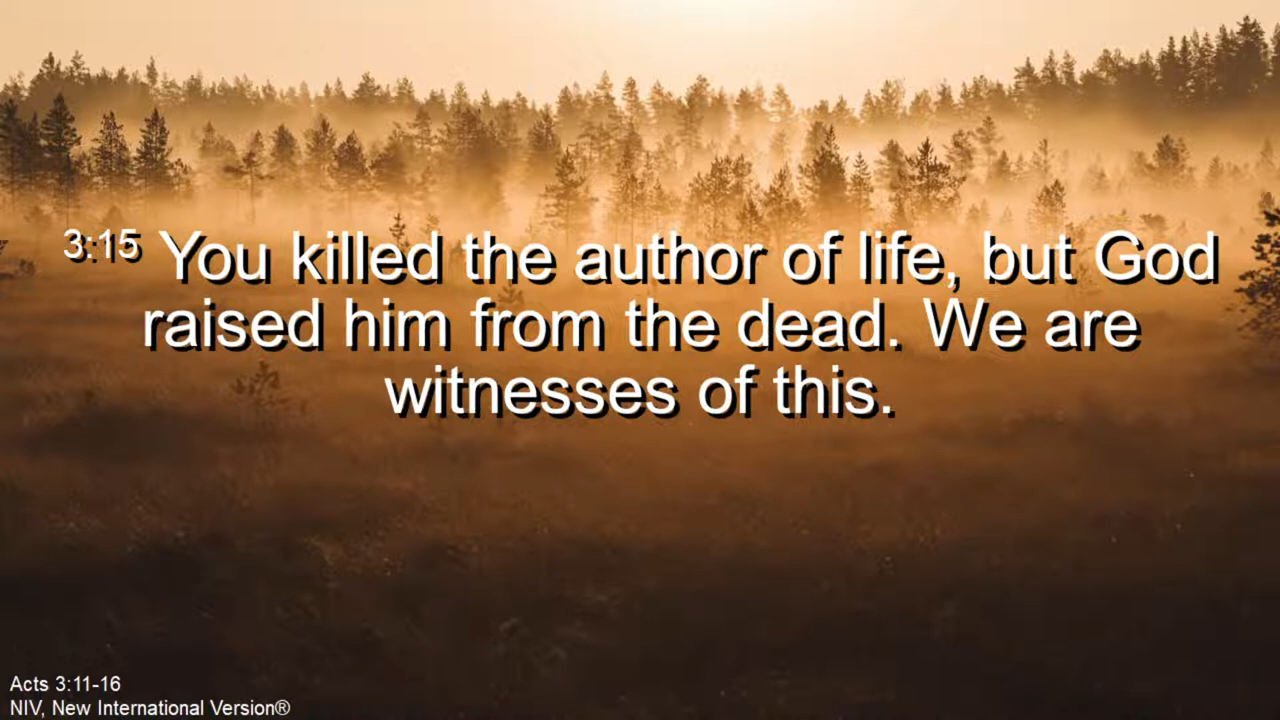 3:15 You killed the author of life, but God
raised him from the dead. We are
witnesses of this.
Acts 3:11-16
NIV, New International Version®